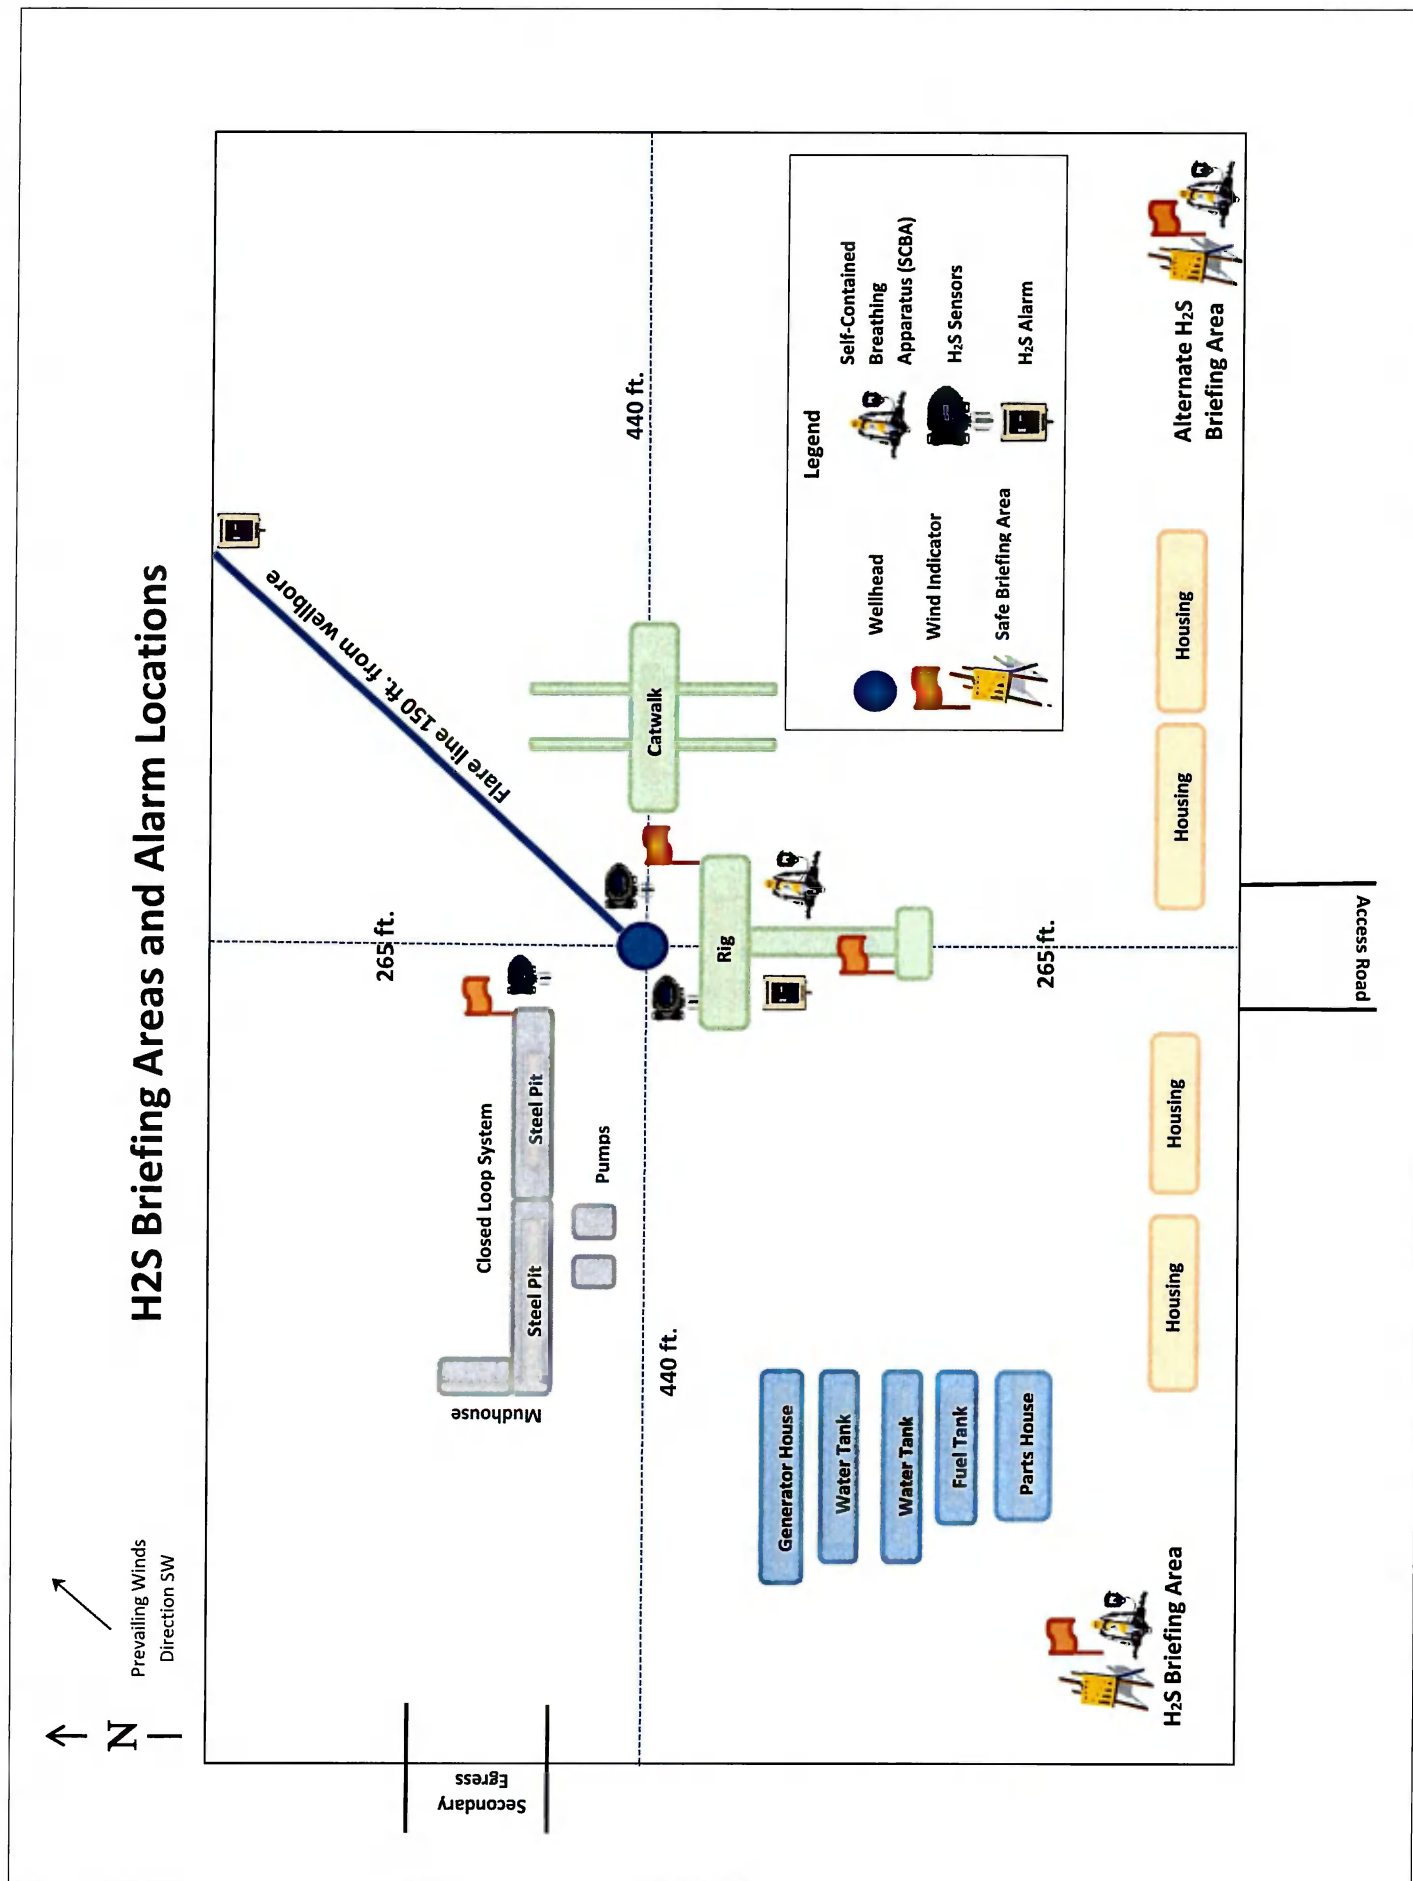 H2S Briefing Areas and Alarm Locations
N
Prevailing Winds
Direction SW
Secondary
Egress
Mudhouse
Closed Loop System
Steel Pit
Steel Pit
Pumps
265 ft.
Flare line 150 ft. from wellbore
440 ft.
440 ft.
Catwalk
Rig
265 ft.
Generator House
Water Tank
Water Tank
Fuel Tank
Parts House
Legend
Wellhead
Wind Indicator
Safe Briefing Area
Self-Contained
Breathing
Apparatus (SCBA)
H2S Sensors
H2S Alarm
H2S Briefing Area
Housing
Housing
Housing
Housing
Alternate H2S
Briefing Area
Access Road